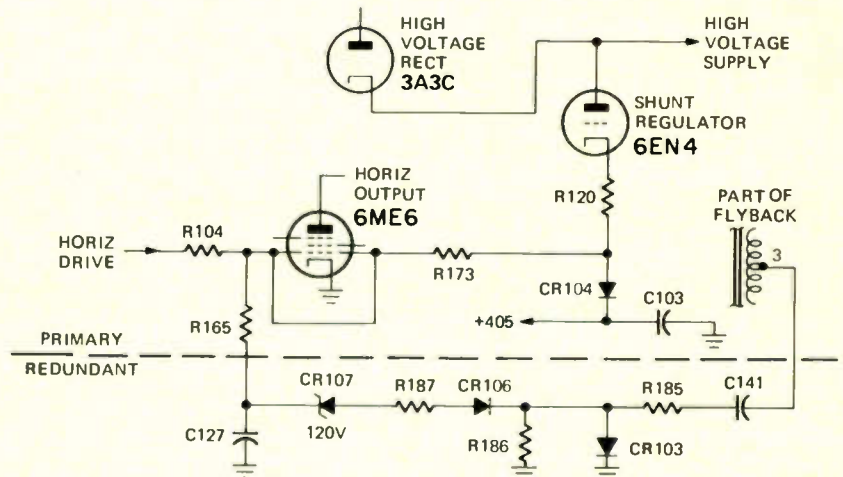 HIGH
VOLTAGE
RECT
3A3C
HIGH
VOLTAGE
SUPPLY
SHUNT
REGULATOR
6EN4
HORIZ
OUTPUT
6ME6
R120
PART OF
FLYBACK
R104
HORIZ
DRIVE
R173
3
CR104
C103
+405
R165
PRIMARY
REDUNDANT
CR107
R187
CR106
R185
C141
C127
120V
R186
CR103